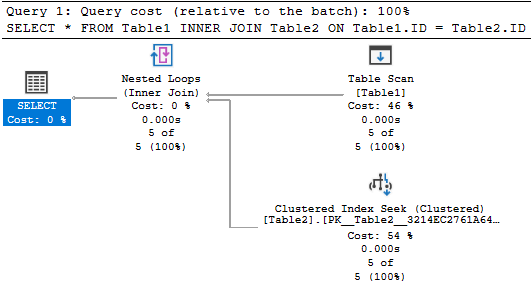 Query 1: Query cost (relative to the batch): 100%
SELECT * FROM Table1 INNER JOIN Table2 ON Table1.ID = Table2.ID
SELECT
Cost: 0 %
Nested Loops
(Inner Join)
Cost: 0 %
0.000s
5 of
5 (100%)
Table Scan
[Table1]
Cost: 46 %
0.000s
5 of
5 (100%)
Clustered Index Seek (Clustered)
[Table2].[PK__Table2__3214EC2761A64…
Cost: 54 %
0.000s
5 of
5 (100%)